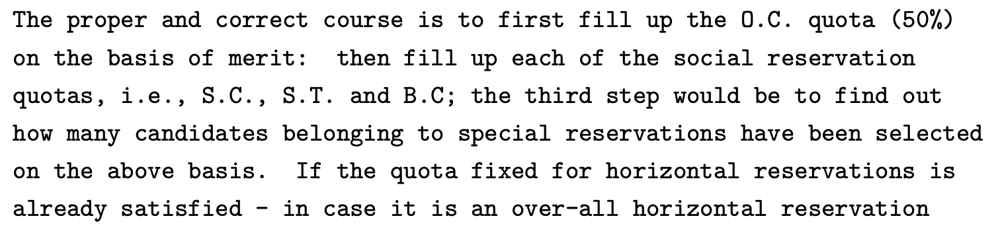 The proper and correct course is to first fill up the O.C. quota (50%)
on the basis of merit: then fill up each of the social reservation
quotas, i.e., S.C., S.T. and B.C; the third step would be to find out
how many candidates belonging to special reservations have been selected
on the above basis. If the quota fixed for horizontal reservations is
already satisfied - in case it is an over-all horizontal reservation